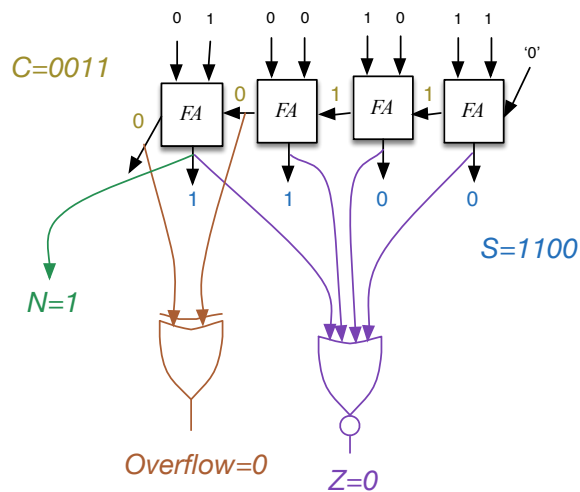 0 1 0 0 1 0 1 1
C=0011
‘0’
0 FA 0 FA 1 FA 1 FA
1 1 0 0
S=1100
N=1
Overflow=0
Z=0